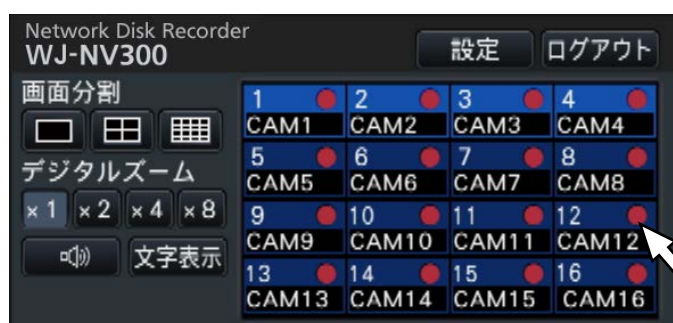 Network Disk Recorder
WJ-NV300
設定 ログアウト
画面分割
デジタルズーム
×1 ×2 ×4 ×8
文字表示
1 2 3 4
CAM1 CAM2 CAM3 CAM4
5 6 7 8
CAM5 CAM6 CAM7 CAM8
9 10 11 12
CAM9 CAM10 CAM11 CAM12
13 14 15 16
CAM13 CAM14 CAM15 CAM16